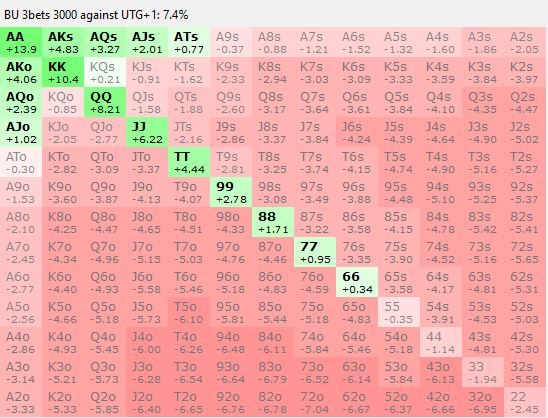 BU 3bets 3000 against UTG+1: 7.4%
AA AKs AQs AJs ATs A9s A8s A7s A6s A5s A4s A3s A2s
+13.9 +4.83 +3.27 +2.01 +0.77 -0.37 -0.88 -1.21 -1.52 -1.32 -1.60 -1.86 -2.05
AKo KK KQs KJs KTs K9s K8s K7s K6s K5s K4s K3s K2s
+4.06 +10.4 +0.21 -0.91 -1.62 -2.33 -2.94 -3.03 -3.09 -3.33 -3.59 -3.84 -3.97
AQo KQo QQ QJs QTs Q9s Q8s Q7s Q6s Q5s Q4s Q3s Q2s
+2.39 -0.85 +8.21 -1.58 -1.88 -2.60 -3.17 -3.64 -3.61 -3.84 -4.10 -4.35 -4.47
AJo KJo QJo JJ JTs J9s J8s J7s J6s J5s J4s J3s J2s
+1.02 -2.05 -2.77 +6.22 -2.16 -2.86 -3.37 -3.84 -4.24 -4.39 -4.64 -4.90 -5.02
ATo KTo QTo JTo TT T9s T8s T7s T6s T5s T4s T3s T2s
-0.30 -2.82 -3.09 -3.37 +4.44 -2.81 -3.25 -3.74 -4.15 -4.74 -4.90 -5.16 -5.27
A9o K9o Q9o J9o T9o 99 98s 97s 96s 95s 94s 93s 92s
-1.53 -3.60 -3.87 -4.13 -4.07 +2.78 -3.08 -3.49 -3.88 -4.48 -5.10 -5.25 -5.37
A8o K8o Q8o J8o T8o 98o 88 87s 86s 85s 84s 83s 82s
-2.10 -4.25 -4.47 -4.65 -4.51 -4.33 +1.71 -3.22 -3.58 -4.15 -4.78 -5.42 -5.43
A7o K7o Q7o J7o T7o 97o 87o 77 76s 75s 74s 73s 72s
-2.45 -4.34 -4.96 -5.15 -5.03 -4.76 -4.46 +0.95 -3.35 -3.90 -4.52 -5.16 -5.65
A6o K6o Q6o J6o T6o 96o 86o 76o 66 65s 64s 63s 62s
-2.77 -4.40 -4.93 -5.58 -5.46 -5.18 -4.83 -4.59 +0.34 -3.58 -4.17 -4.81 -5.31
A5o K5o Q5o J5o T5o 95o 85o 75o 65o 55 54s 53s 52s
-2.56 -4.66 -5.18 -5.73 -6.10 -5.81 -5.44 -5.18 -4.83 -0.35 -3.91 -4.53 -5.03
A4o K4o Q4o J4o T4o 94o 84o 74o 64o 54o 44 43s 42s
-2.86 -4.93 -5.45 -6.00 -6.26 -6.48 -6.11 -5.84 -5.46 -5.18 -1.14 -4.81 -5.30
A3o K3o Q3o J3o T3o 93o 83o 73o 63o 53o 43o 33 32s
-3.14 -5.21 -5.73 -6.28 -6.54 -6.64 -6.79 -6.52 -6.14 -5.84 -6.13 -1.94 -5.58
A2o K2o Q2o J2o T2o 92o 82o 72o 62o 52o 42o 32o 22
-3.33 -5.33 -5.85 -6.40 -6.65 -6.76 -6.78 -7.04 -6.67 -6.37 -6.66 -6.95 -2.45